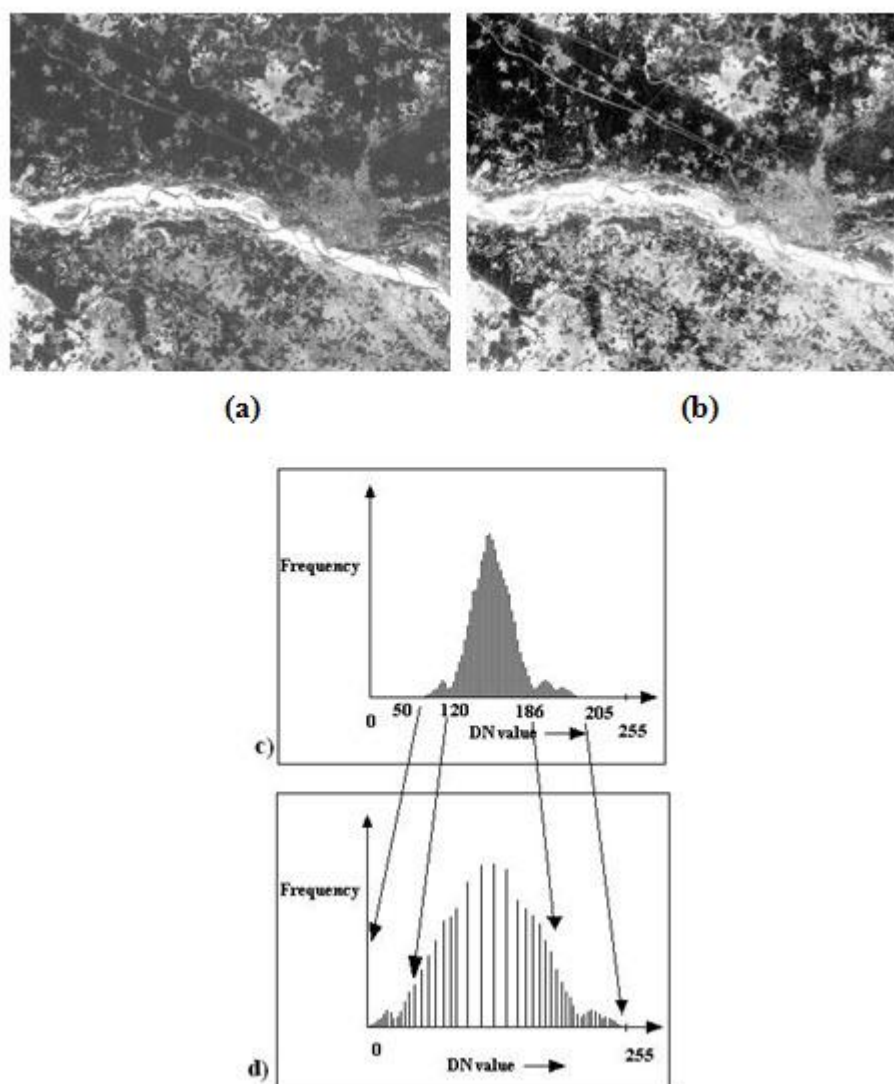 (a) (b)
Frequency
0 50 120 186 205 255
DN value
c)
Frequency
0 255
DN value
d)